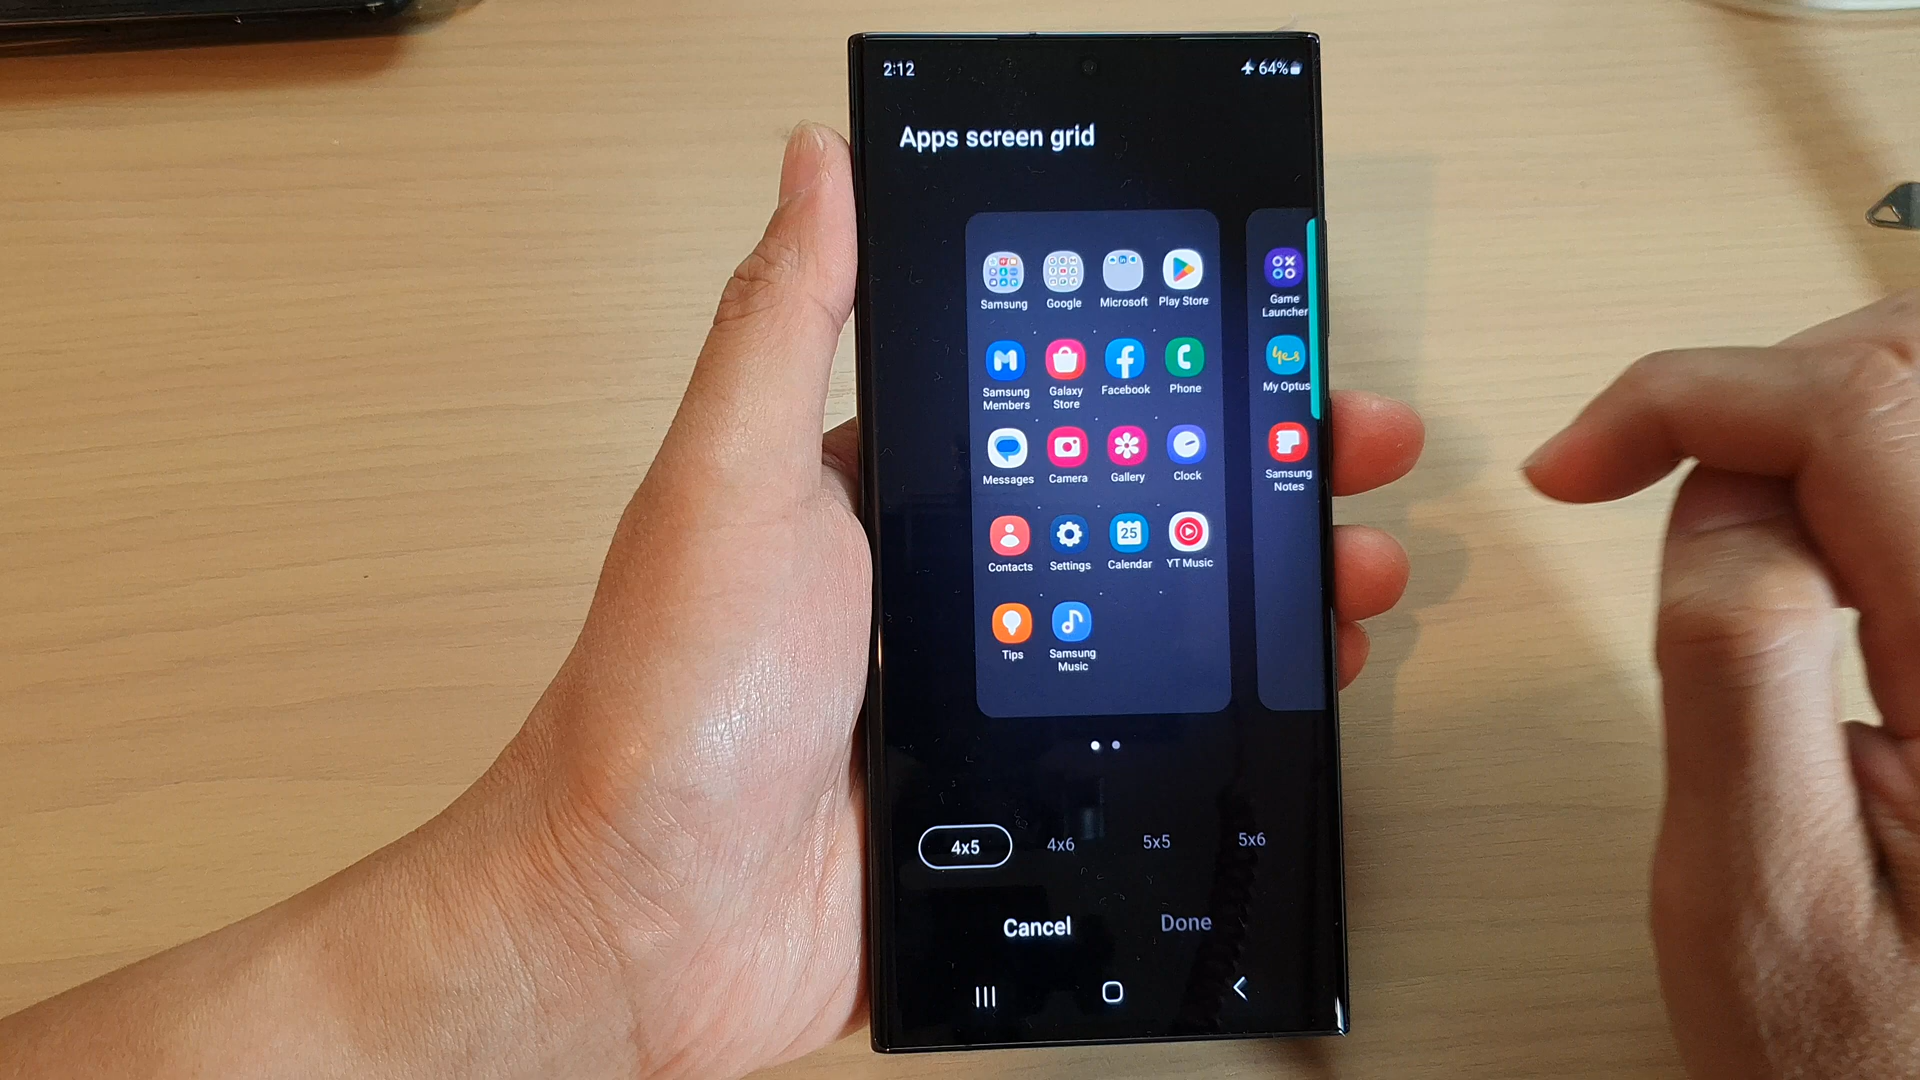 2:12
64%
Apps screen grid
Samsung
Google
Microsoft
Play Store
Game
Launcher
Samsung
Members
Galaxy
Store
Facebook
Phone
yes
My Optus
Messages
Camera
Gallery
Clock
Samsung
Notes
25
Contacts
Settings
Calendar
YT Music
Tips
Samsung
Music
4x5
4x6
5x5
5x6
Cancel
Done